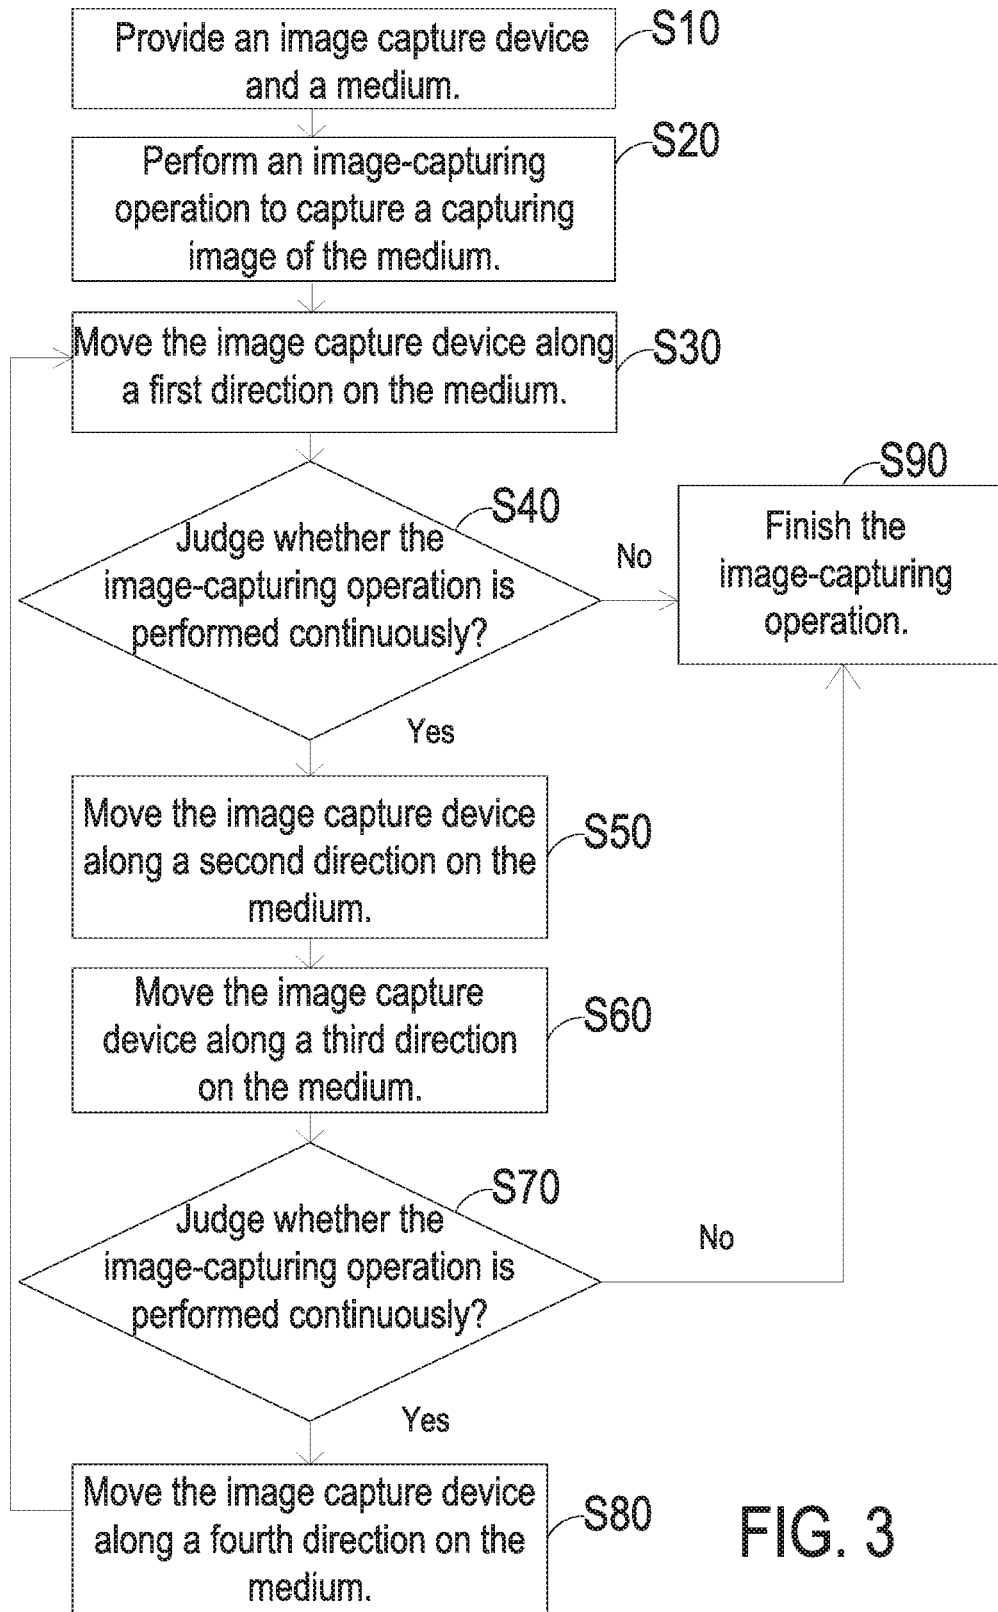 Provide an image capture device
and a medium.
S10
Perform an image-capturing
operation to capture a capturing
image of the medium.
S20
Move the image capture device along
a first direction on the medium.
S30
Judge whether the
image-capturing operation is
performed continuously?
S40
No
Finish the
image-capturing
operation.
S90
Yes
Move the image capture device
along a second direction on the
medium.
S50
Move the image capture
device along a third direction
on the medium.
S60
Judge whether the
image-capturing operation is
performed continuously?
S70
No
Yes
Move the image capture device
along a fourth direction on the
medium.
S80
FIG. 3